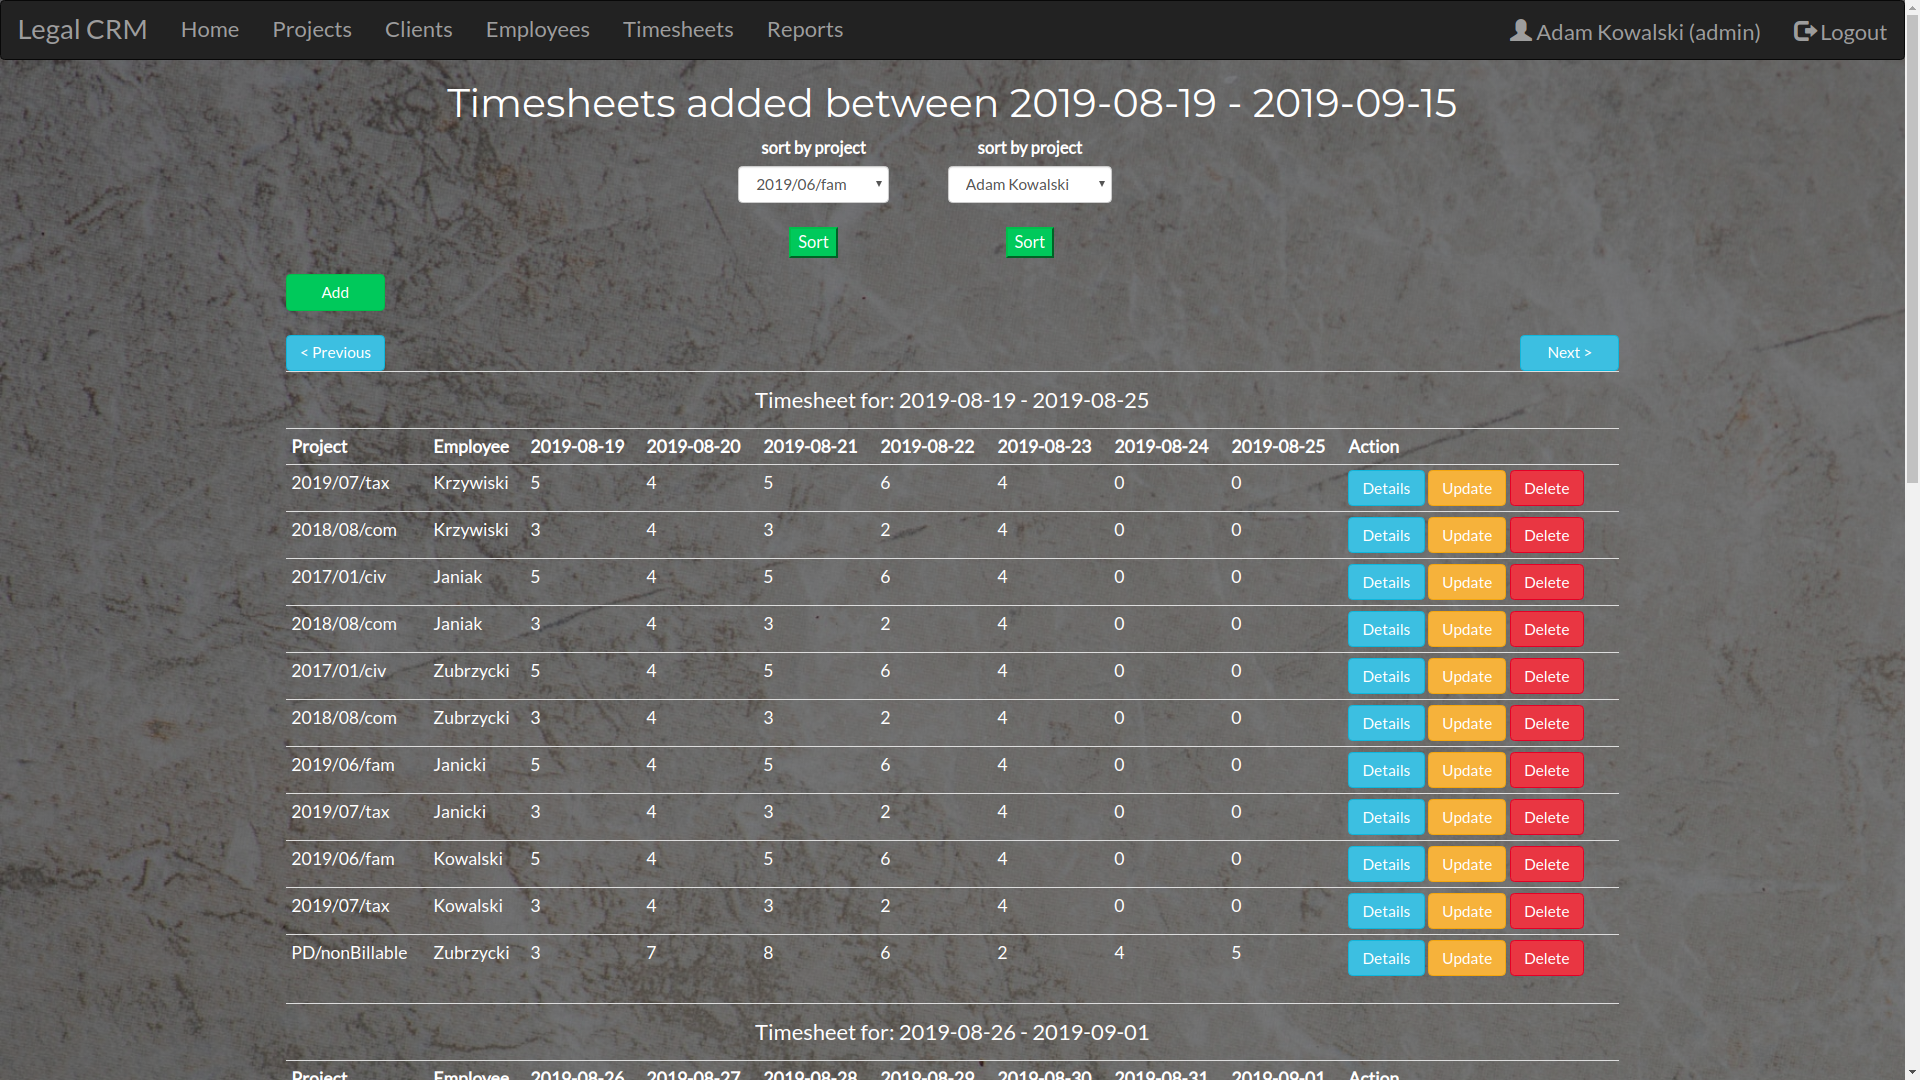 Legal CRM Home Projects Clients Employees Timesheets Reports Adam Kowalski (admin) Logout
Timesheets added between 2019-08-19 - 2019-09-15
sort by project sort by project
2019/06/fam Adam Kowalski
Sort Sort
Add
< Previous Next >
Timesheet for: 2019-08-19 - 2019-08-25
Project Employee 2019-08-19 2019-08-20 2019-08-21 2019-08-22 2019-08-23 2019-08-24 2019-08-25 Action
2019/07/tax Krzywiski 5 4 5 6 4 0 0 Details Update Delete
2018/08/com Krzywiski 3 4 3 2 4 0 0 Details Update Delete
2017/01/civ Janiak 5 4 5 6 4 0 0 Details Update Delete
2018/08/com Janiak 3 4 3 2 4 0 0 Details Update Delete
2017/01/civ Zubrzycki 5 4 5 6 4 0 0 Details Update Delete
2018/08/com Zubrzycki 3 4 3 2 4 0 0 Details Update Delete
2019/06/fam Janicki 5 4 5 6 4 0 0 Details Update Delete
2019/07/tax Janicki 3 4 3 2 4 0 0 Details Update Delete
2019/06/fam Kowalski 5 4 5 6 4 0 0 Details Update Delete
2019/07/tax Kowalski 3 4 3 2 4 0 0 Details Update Delete
PD/nonBillable Zubrzycki 3 7 8 6 2 4 5 Details Update Delete
Timesheet for: 2019-08-26 - 2019-09-01
Project Employee 2019-08-26 2019-08-27 2019-08-28 2019-08-29 2019-08-30 2019-08-31 2019-09-01 Action